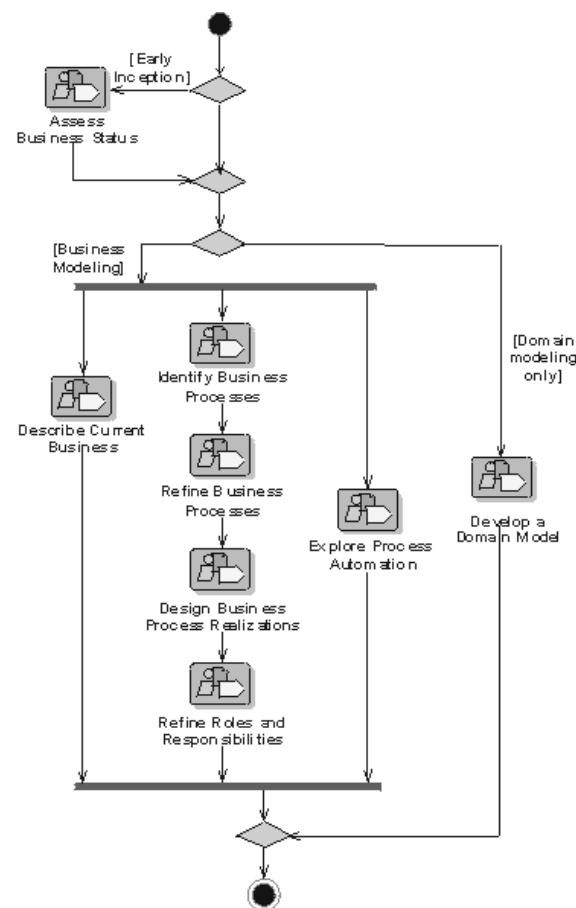 [Early
Inception]
Assess
Business Status
[Business
Modeling]
[Domain
modeling
only]
Identify Business
Processes
Describe Current
Business
Refine Business
Processes
Develop a
Domain Model
Explore Process
Automation
Design Business
Process Realizations
Refine Roles and
Responsibilities